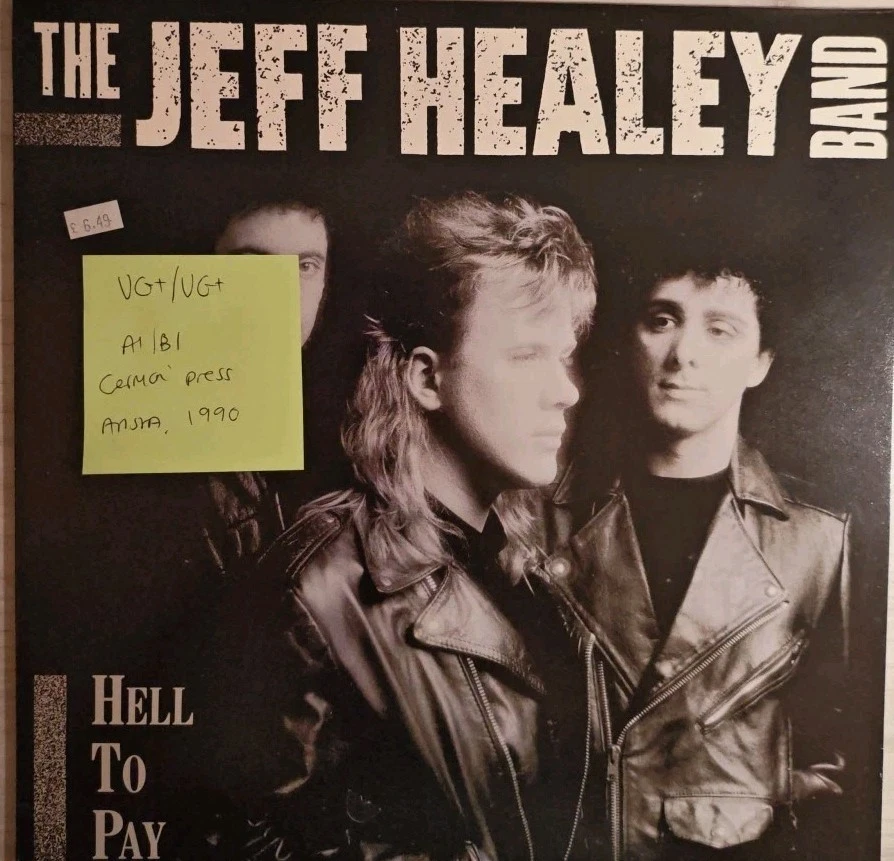 THE JEFF HEALEY BAND
£6.49
VG+/VG+
A1/B1
German press
Arista, 1990
HELL
TO
PAY